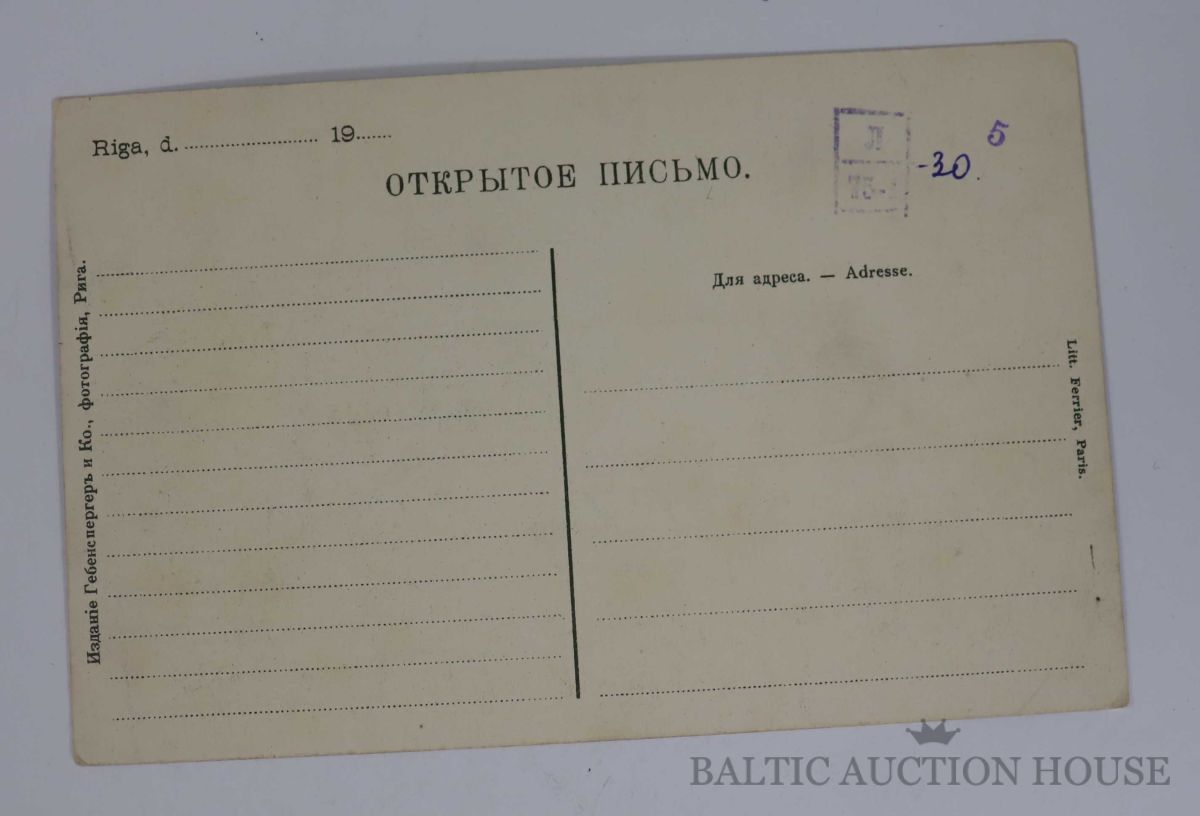 Riga, d. ........................ 19.......
ОТКРЫТОЕ ПИСЬМО.
Л
75-
-30.
5
Для адреса. — Adresse.
Изданіе Гебенспергеръ и Ко., фотографія, Рига.
Litt. Ferrier, Paris.
BALTIC AUCTION HOUSE